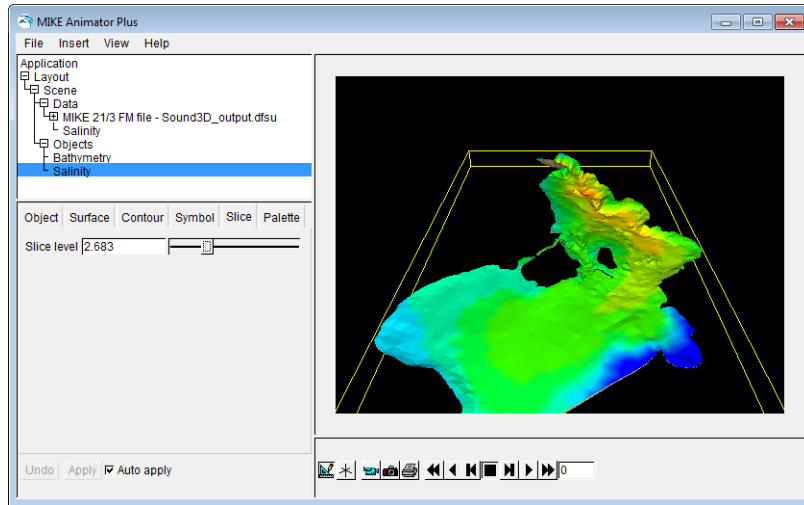 MIKE Animator Plus
File Insert View Help
Application
Layout
Scene
Data
MIKE 21/3 FM file - Sound3D_output.dfsu
Salinity
Objects
Bathymetry
Salinity
Object Surface Contour Symbol Slice Palette
Slice level 2.683
Undo Apply Auto apply
0